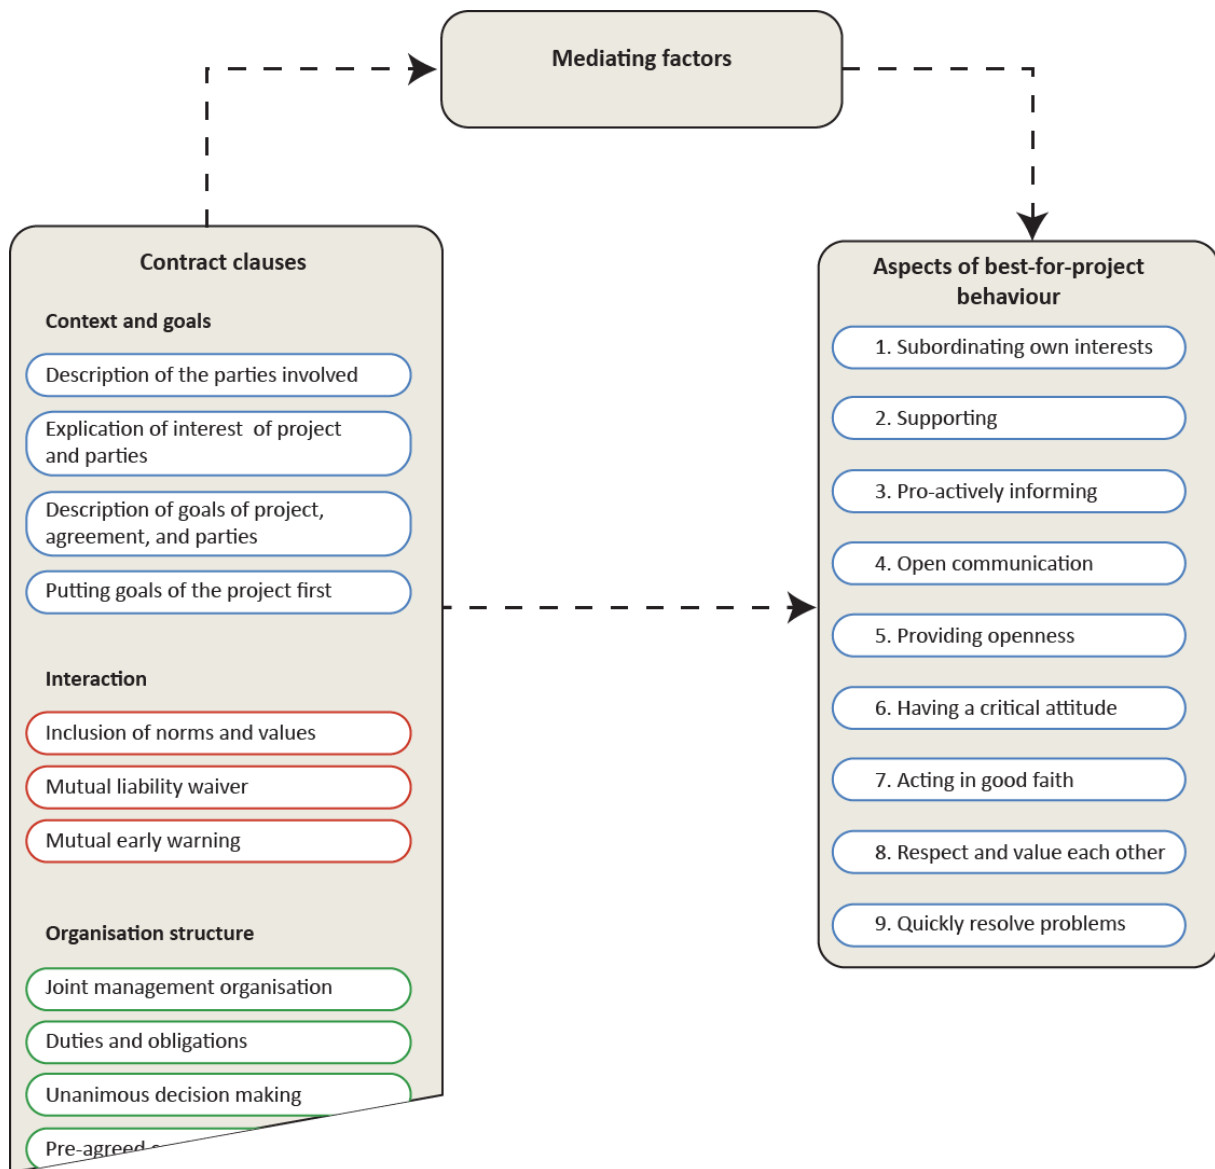 Mediating factors
Contract clauses
Context and goals
Description of the parties involved
Explication of interest of project
and parties
Description of goals of project,
agreement, and parties
Putting goals of the project first
Interaction
Inclusion of norms and values
Mutual liability waiver
Mutual early warning
Organisation structure
Joint management organisation
Duties and obligations
Unanimous decision making
Pre-agreed
Aspects of best-for-project
behaviour
1. Subordinating own interests
2. Supporting
3. Pro-actively informing
4. Open communication
5. Providing openness
6. Having a critical attitude
7. Acting in good faith
8. Respect and value each other
9. Quickly resolve problems